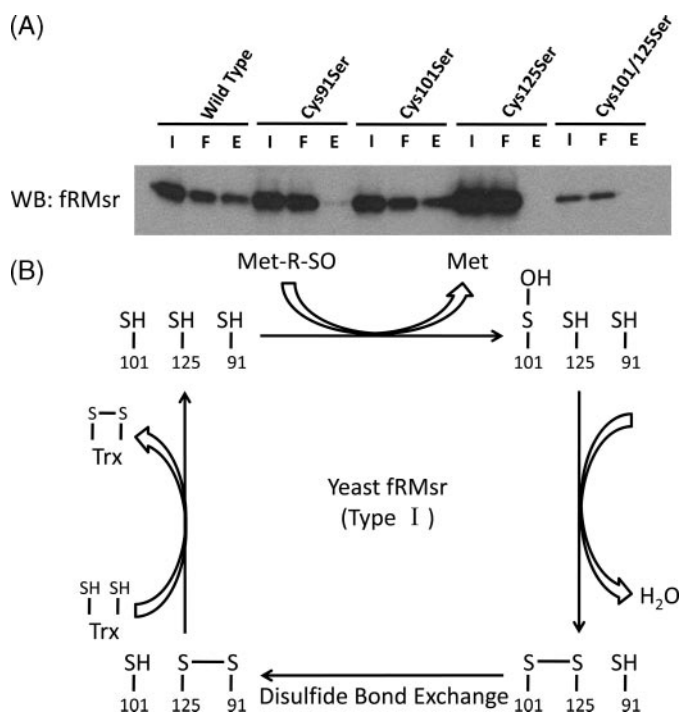 (A)
Wild Type Cys91Ser Cys101Ser Cys125Ser Cys101/125Ser
I F E I F E I F E I F E I F E
WB: fRMsr
(B)
Met-R-SO Met
OH
SH SH SH S SH SH
101 125 91 101 125 91
S S
Trx
Yeast fRMsr
(Type I)
SH SH
Trx
H2O
SH S S S S SH
Disulfide Bond Exchange
101 125 91 101 125 91